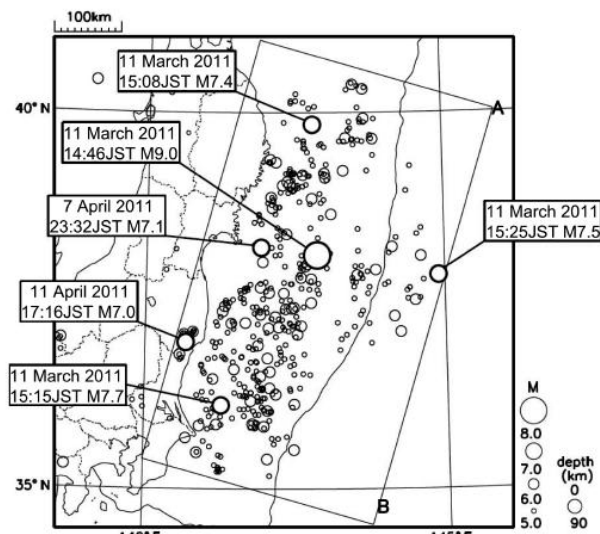 100km
11 March 2011
15:08JST M7.4
40° N
A
11 March 2011
14:46JST M9.0
7 April 2011
23:32JST M7.1
11 March 2011
15:25JST M7.5
11 April 2011
17:16JST M7.0
11 March 2011
15:15JST M7.7
M
8.0
7.0
6.0
5.0
depth
(km)
0
90
35° N
B